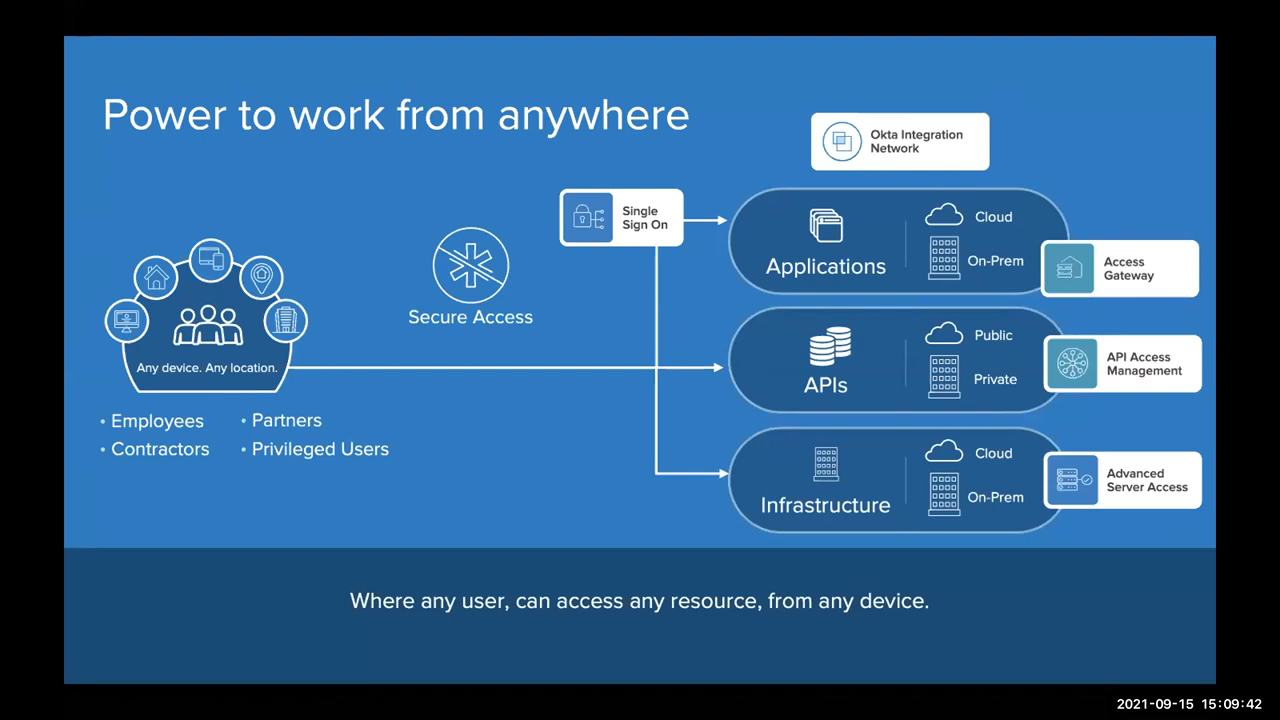 Power to work from anywhere
Okta Integration
Network
Single
Sign On
Secure Access
Any device. Any location.
• Employees
• Contractors
• Partners
• Privileged Users
Applications
Cloud
On-Prem
Access
Gateway
APIs
Public
Private
API Access
Management
Infrastructure
Cloud
On-Prem
Advanced
Server Access
Where any user, can access any resource, from any device.
2021-09-15 15:09:42